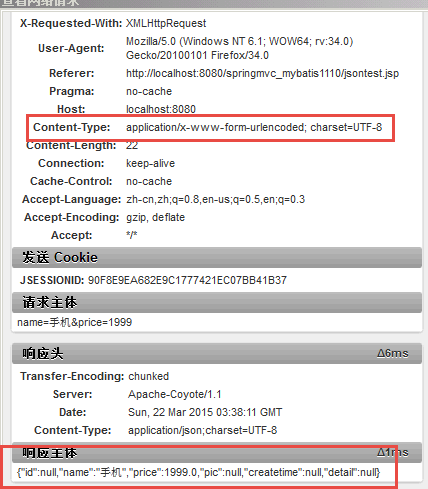 查看网络请求
X-Requested-With: XMLHttpRequest
User-Agent: Mozilla/5.0 (Windows NT 6.1; WOW64; rv:34.0)
Gecko/20100101 Firefox/34.0
Referer: http://localhost:8080/springmvc_mybatis1110/jsontest.jsp
Pragma: no-cache
Host: localhost:8080
Content-Type: application/x-www-form-urlencoded; charset=UTF-8
Content-Length: 22
Connection: keep-alive
Cache-Control: no-cache
Accept-Language: zh-cn,zh;q=0.8,en-us;q=0.5,en;q=0.3
Accept-Encoding: gzip, deflate
Accept: */*
发送 Cookie
JSESSIONID: 90F8E9EA682E9C1777421EC07BB41B37
请求主体
name=手机&price=1999
响应头 Δ6ms
Transfer-Encoding: chunked
Server: Apache-Coyote/1.1
Date: Sun, 22 Mar 2015 03:38:11 GMT
Content-Type: application/json;charset=UTF-8
响应主体 Δ1ms
{"id":null,"name":"手机","price":1999.0,"pic":null,"createtime":null,"detail":null}